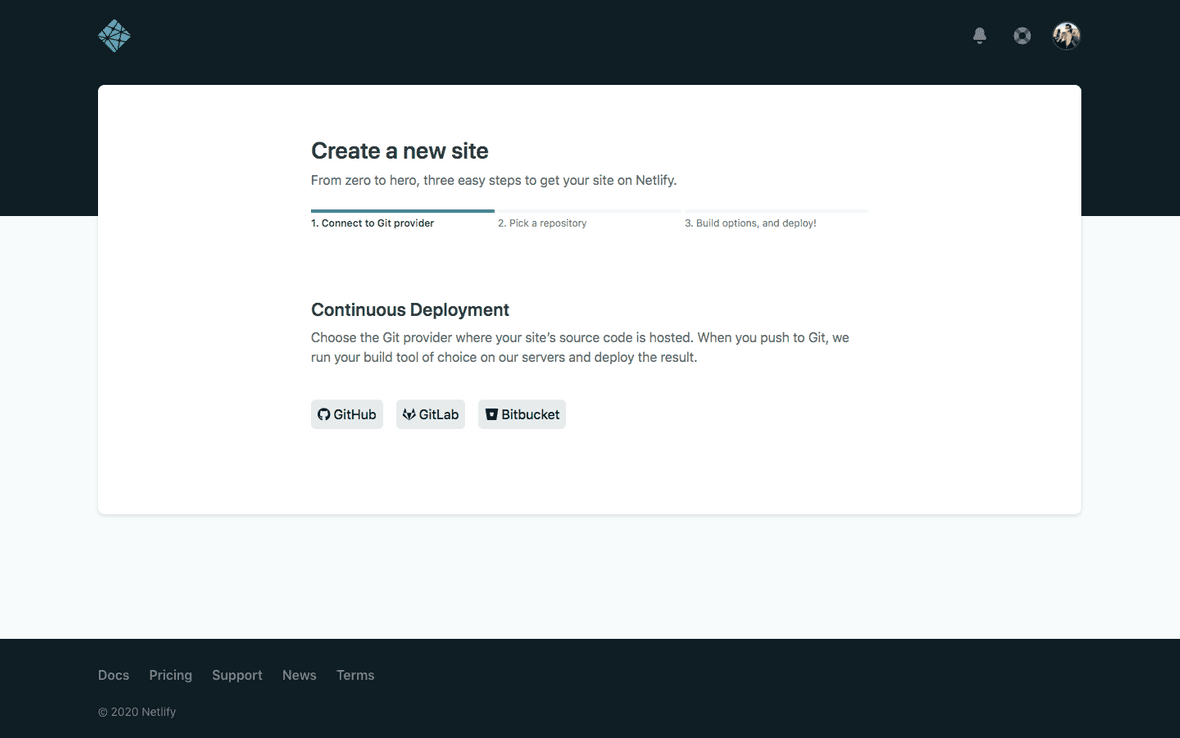 Create a new site
From zero to hero, three easy steps to get your site on Netlify.
1. Connect to Git provider
2. Pick a repository
3. Build options, and deploy!
Continuous Deployment
Choose the Git provider where your site’s source code is hosted. When you push to Git, we
run your build tool of choice on our servers and deploy the result.
GitHub
GitLab
Bitbucket
Docs
Pricing
Support
News
Terms
© 2020 Netlify